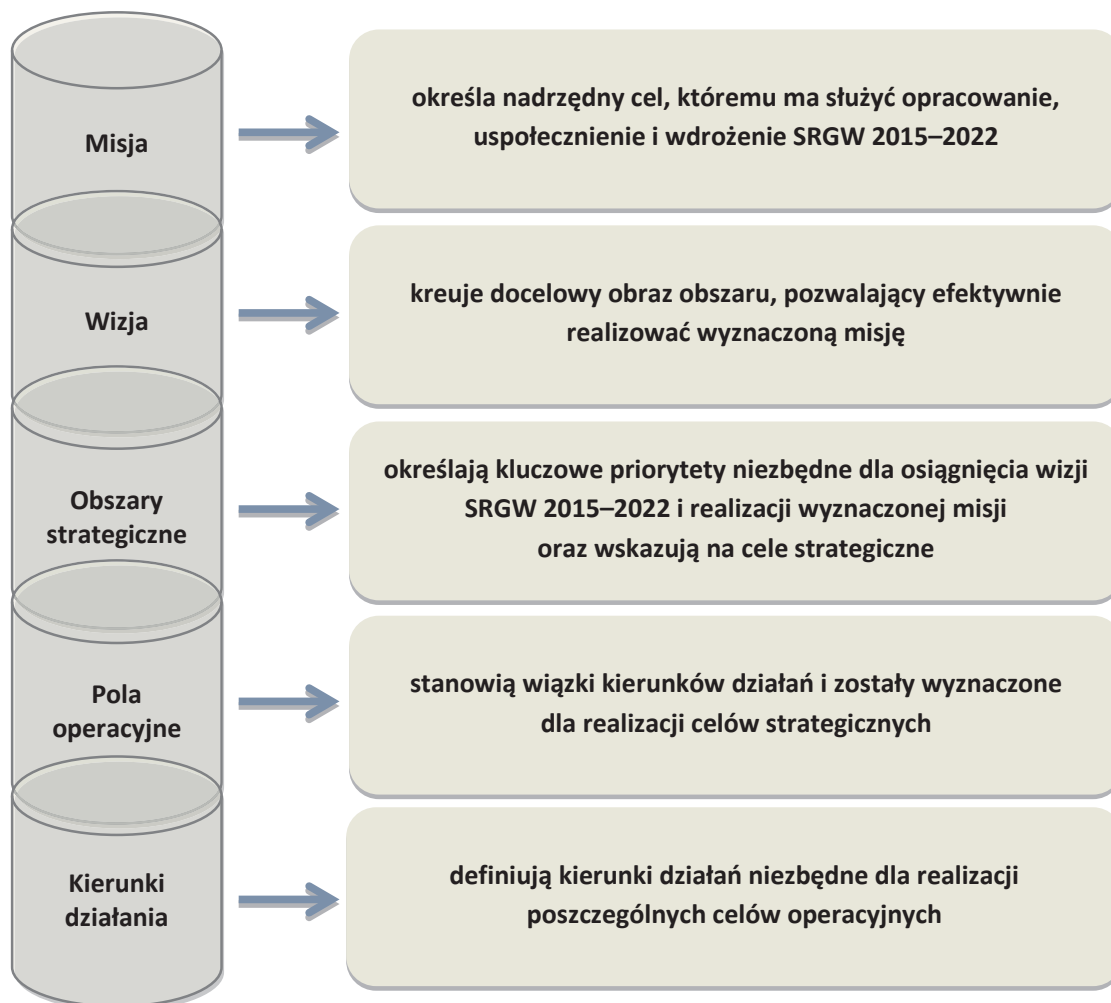 Misja
określa nadrzędny cel, któremu ma służyć opracowanie,
uspołecznienie i wdrożenie SRGW 2015–2022
Wizja
kreuje docelowy obraz obszaru, pozwalający efektywnie
realizować wyznaczoną misję
Obszary
strategiczne
określają kluczowe priorytety niezbędne dla osiągnięcia wizji
SRGW 2015–2022 i realizacji wyznaczonej misji
oraz wskazują na cele strategiczne
Pola
operacyjne
stanowią wiązki kierunków działań i zostały wyznaczone
dla realizacji celów strategicznych
Kierunki
działania
definiują kierunki działań niezbędne dla realizacji
poszczególnych celów operacyjnych